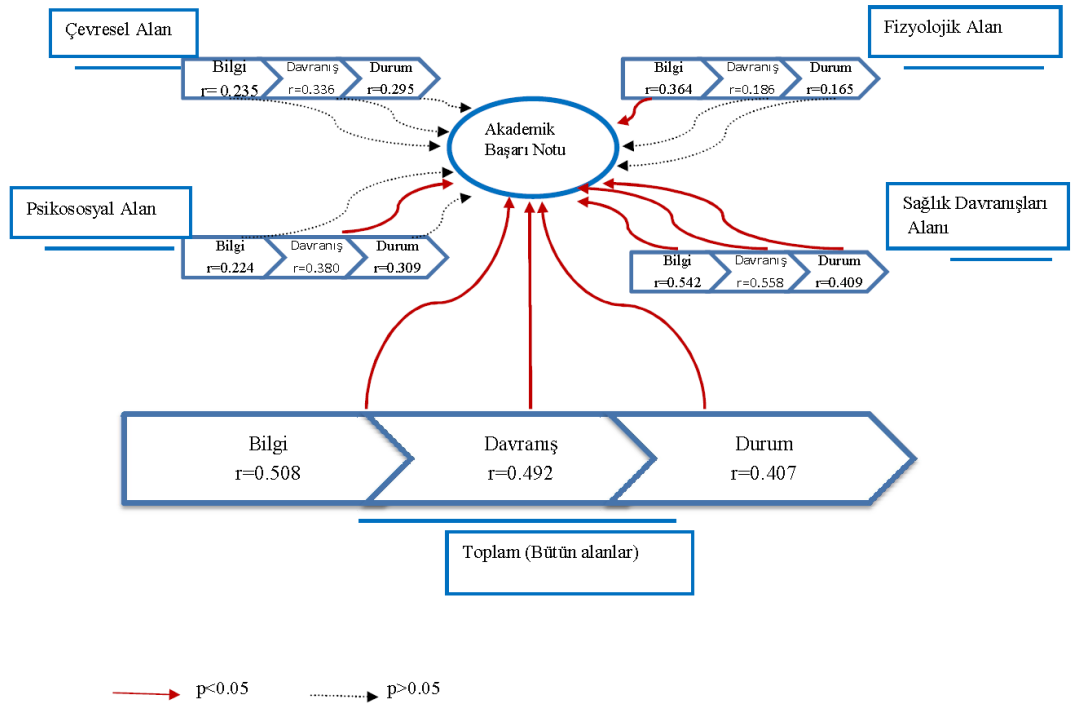 Çevresel Alan
Bilgi
r= 0.235
Davranış
r=0.336
Durum
r=0.295
Fizyolojik Alan
Bilgi
r=0.364
Davranış
r=0.186
Durum
r=0.165
Akademik
Başarı Notu
Psikososyal Alan
Bilgi
r=0.224
Davranış
r=0.380
Durum
r=0.309
Sağlık Davranışları
Alanı
Bilgi
r=0.542
Davranış
r=0.558
Durum
r=0.409
Bilgi
r=0.508
Davranış
r=0.492
Durum
r=0.407
Toplam (Bütün alanlar)
p<0.05
p>0.05